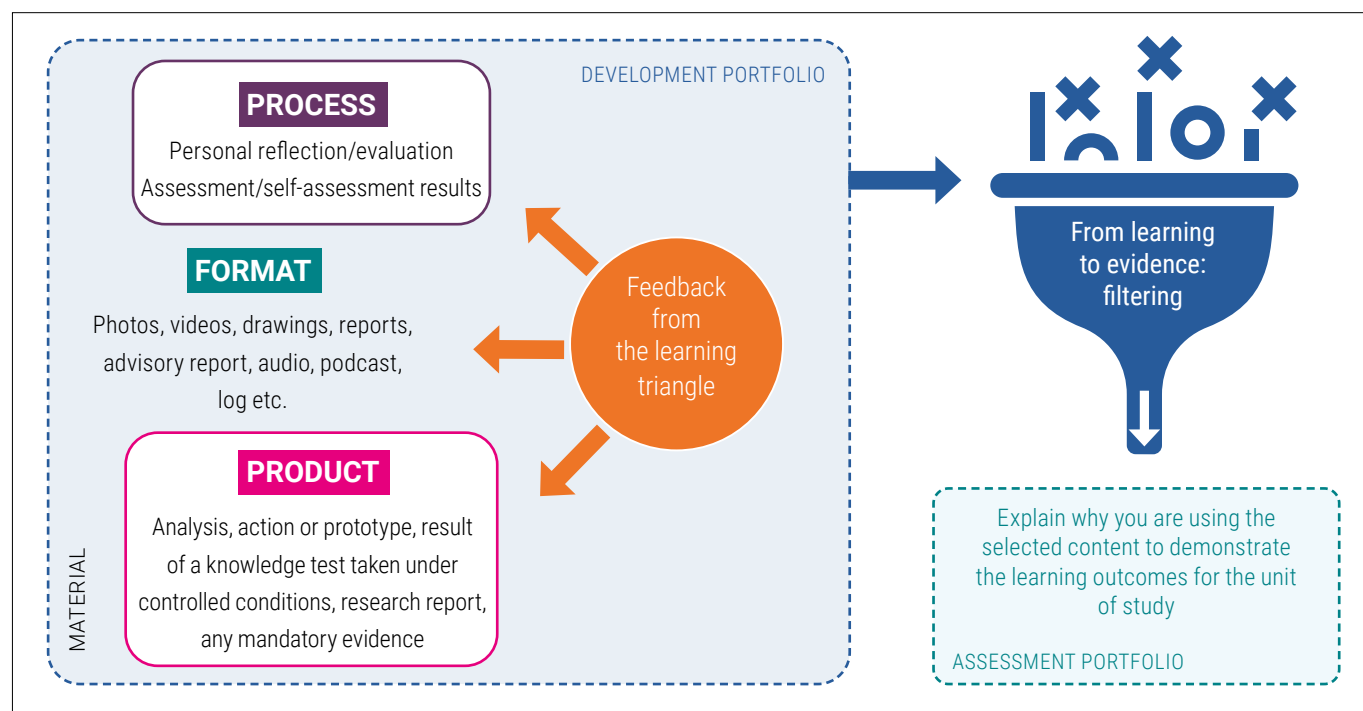 DEVELOPMENT PORTFOLIO
PROCESS
Personal reflection/evaluation
Assessment/self-assessment results
FORMAT
Photos, videos, drawings, reports,
advisory report, audio, podcast,
log etc.
PRODUCT
Analysis, action or prototype, result
of a knowledge test taken under
controlled conditions, research report,
any mandatory evidence
MATERIAL
Feedback
from
the learning
triangle
From learning
to evidence:
filtering
Explain why you are using the
selected content to demonstrate
the learning outcomes for the unit
of study
ASSESSMENT PORTFOLIO